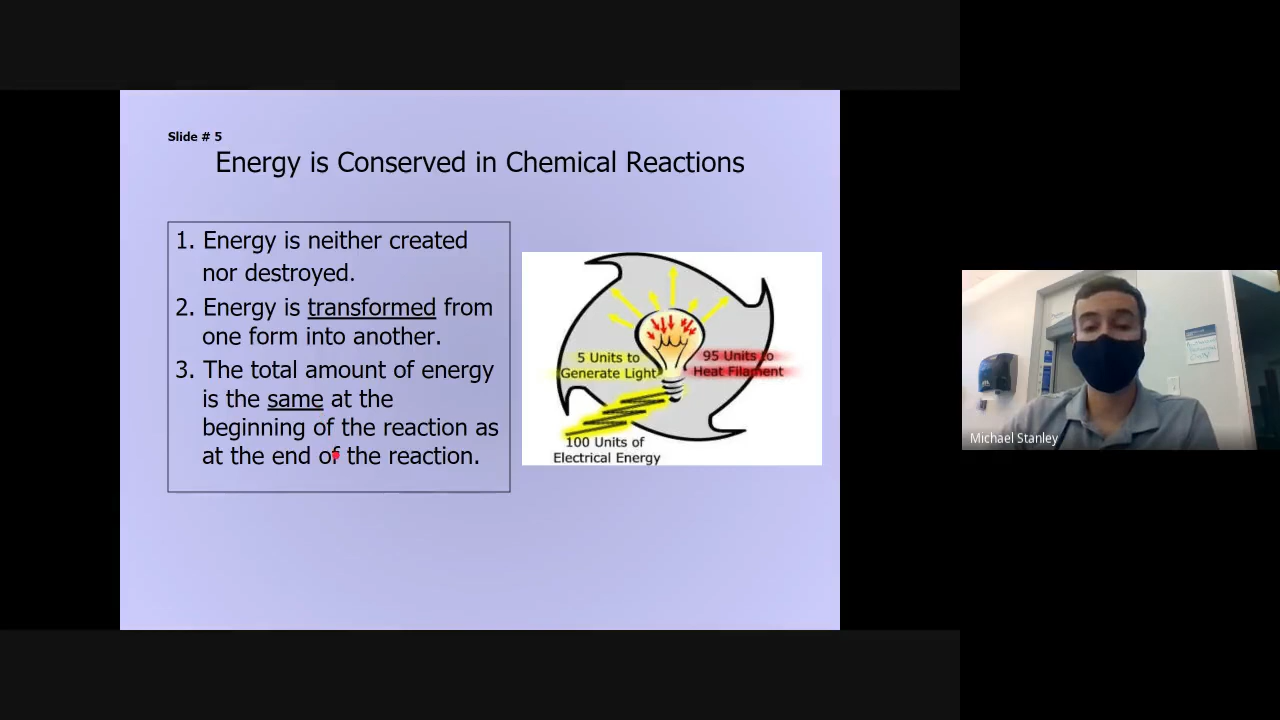 Slide # 5
Energy is Conserved in Chemical Reactions
1. Energy is neither created
nor destroyed.
2. Energy is transformed from
one form into another.
3. The total amount of energy
is the same at the
beginning of the reaction as
at the end of the reaction.
5 Units to
Generate Light
95 Units to
Heat Filament
100 Units of
Electrical Energy
Michael Stanley